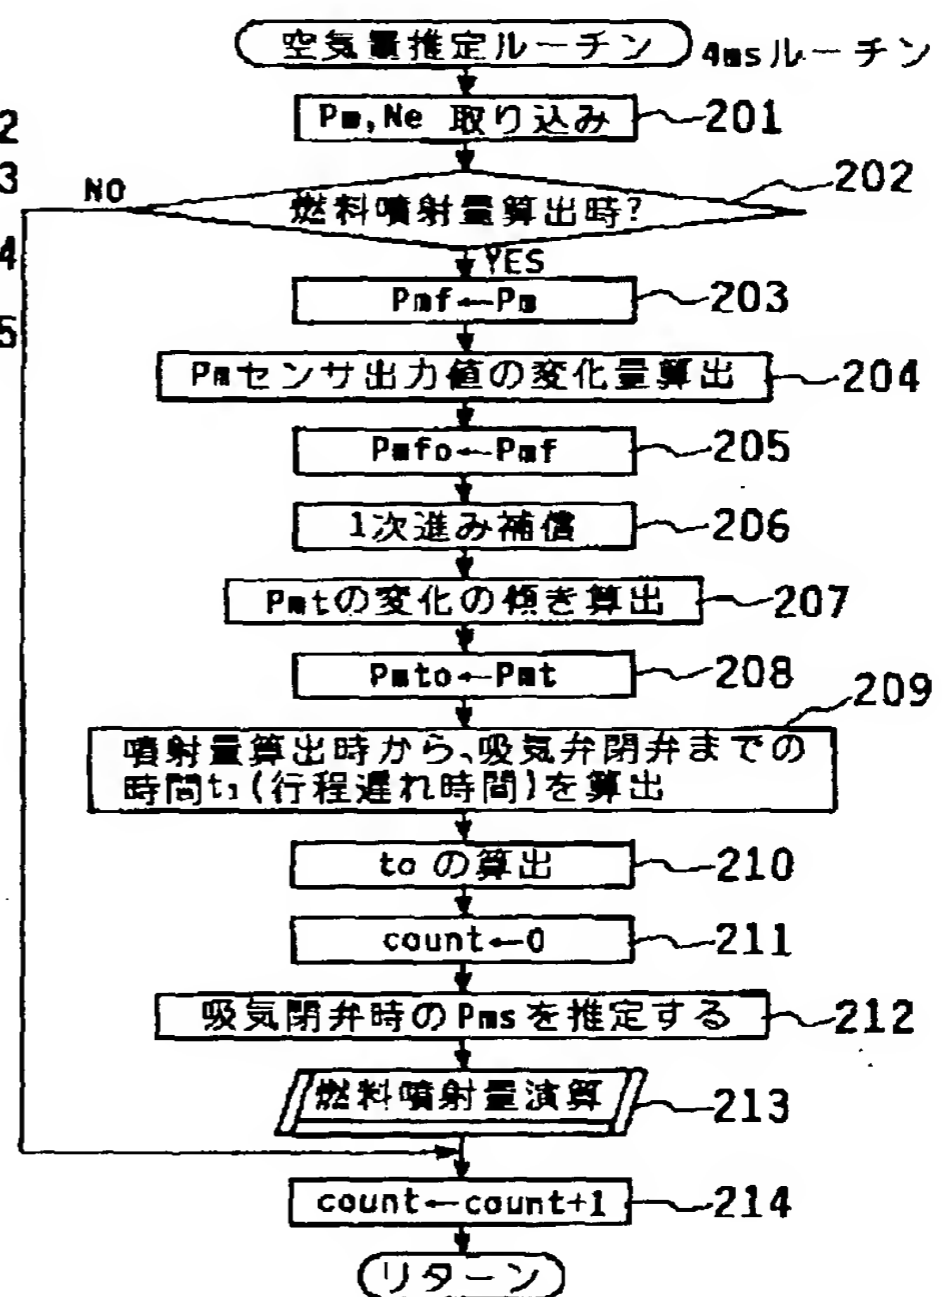 空気量推定ルーチン 4msルーチン
Pm,Ne 取り込み 201
2
3
202
NO
燃料噴射量算出時?
4
YES
Pmf←Pm 203
5
Pmセンサ出力値の変化量算出 204
Pmfo←Pmf 205
1次進み補償 206
Pmtの変化の傾き算出 207
Pmto←Pmt 208
209
噴射量算出時から、吸気弁閉弁までの
時間t₁(行程遅れ時間)を算出
toの算出 210
count←0 211
吸気閉弁時のPmsを推定する 212
燃料噴射量演算 213
count←count+1 214
リターン